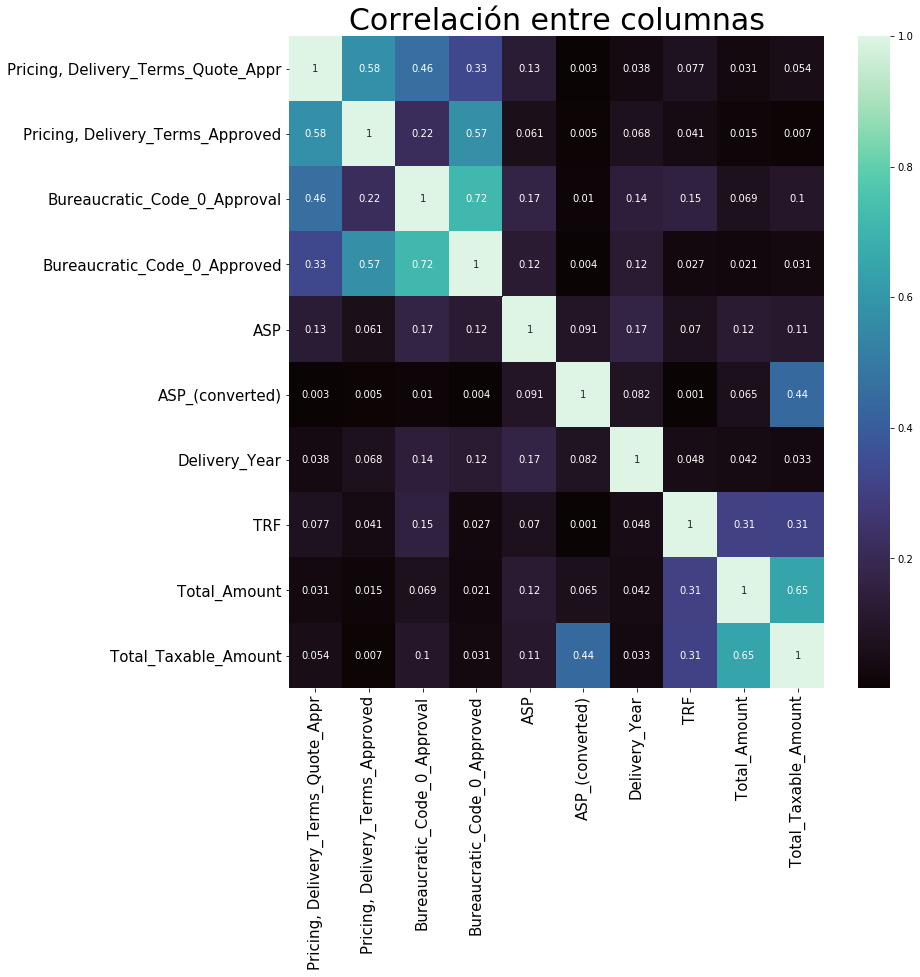 Correlación entre columnas
Pricing, Delivery_Terms_Quote_Appr 1 0.58 0.46 0.33 0.13 0.003 0.038 0.077 0.031 0.054
Pricing, Delivery_Terms_Approved 0.58 1 0.22 0.57 0.061 0.005 0.068 0.041 0.015 0.007
Bureaucratic_Code_0_Approval 0.46 0.22 1 0.72 0.17 0.01 0.14 0.15 0.069 0.1
Bureaucratic_Code_0_Approved 0.33 0.57 0.72 1 0.12 0.004 0.12 0.027 0.021 0.031
ASP 0.13 0.061 0.17 0.12 1 0.091 0.17 0.07 0.12 0.11
ASP_(converted) 0.003 0.005 0.01 0.004 0.091 1 0.082 0.001 0.065 0.44
Delivery_Year 0.038 0.068 0.14 0.12 0.17 0.082 1 0.048 0.042 0.033
TRF 0.077 0.041 0.15 0.027 0.07 0.001 0.048 1 0.31 0.31
Total_Amount 0.031 0.015 0.069 0.021 0.12 0.065 0.042 0.31 1 0.65
Total_Taxable_Amount 0.054 0.007 0.1 0.031 0.11 0.44 0.033 0.31 0.65 1
Pricing, Delivery_Terms_Quote_Appr
Pricing, Delivery_Terms_Approved
Bureaucratic_Code_0_Approval
Bureaucratic_Code_0_Approved
ASP
ASP_(converted)
Delivery_Year
TRF
Total_Amount
Total_Taxable_Amount
1.0
0.8
0.6
0.4
0.2